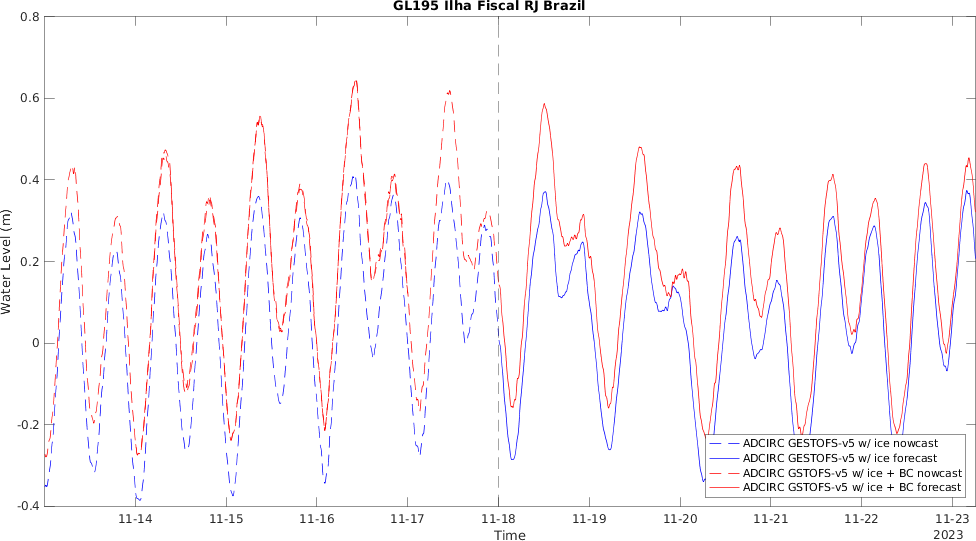 GL195 Ilha Fiscal RJ Brazil
0.8
0.6
0.4
0.2
0
-0.2
-0.4
Water Level (m)
11-14 11-15 11-16 11-17 11-18 11-19 11-20 11-21 11-22 11-23
Time
2023
ADCIRC GESTOFS-v5 w/ ice nowcast
ADCIRC GESTOFS-v5 w/ ice forecast
ADCIRC GSTOFS-v5 w/ ice + BC nowcast
ADCIRC GSTOFS-v5 w/ ice + BC forecast